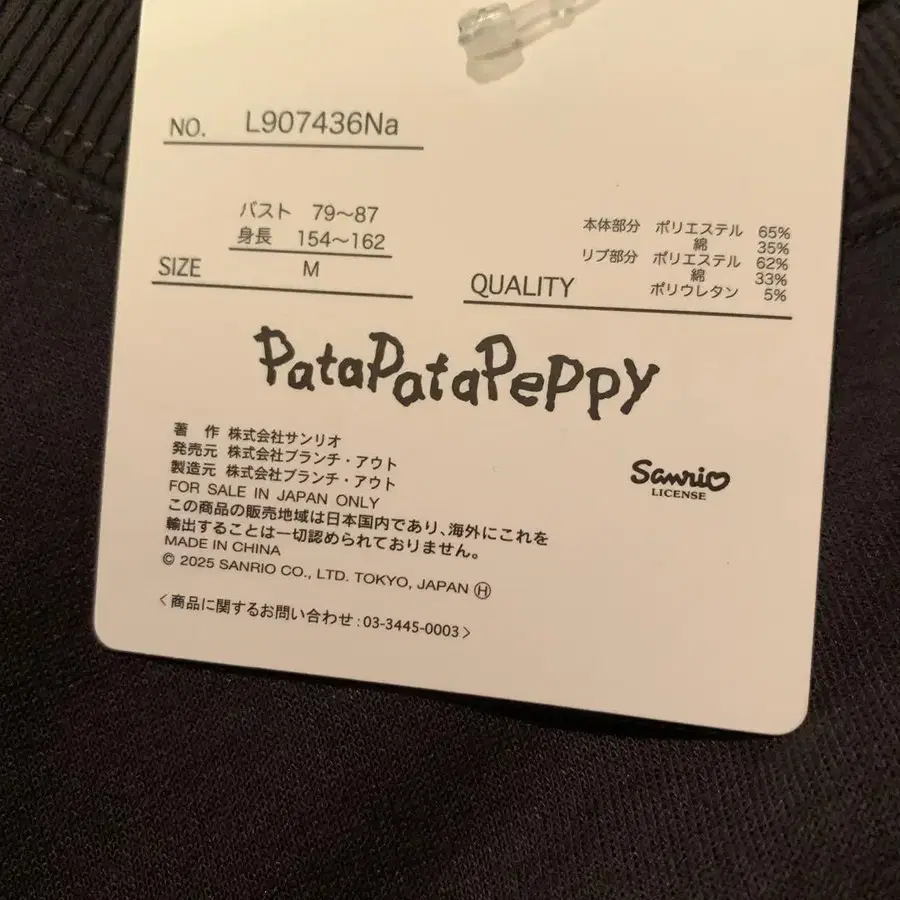 NO. L907436Na
バスト 79～87
身長 154～162
SIZE M
本体部分 ポリエステル 65%
綿 35%
リブ部分 ポリエステル 62%
綿 33%
ポリウレタン 5%
QUALITY
PataPataPeppy
著 作 株式会社サンリオ
発売元 株式会社ブランチ・アウト
製造元 株式会社ブランチ・アウト
FOR SALE IN JAPAN ONLY
この商品の販売地域は日本国内であり、海外にこれを
輸出することは一切認められておりません。
MADE IN CHINA
© 2025 SANRIO CO., LTD. TOKYO, JAPAN Ⓗ
<商品に関するお問い合わせ:03-3445-0003>
Sanrio
LICENSE